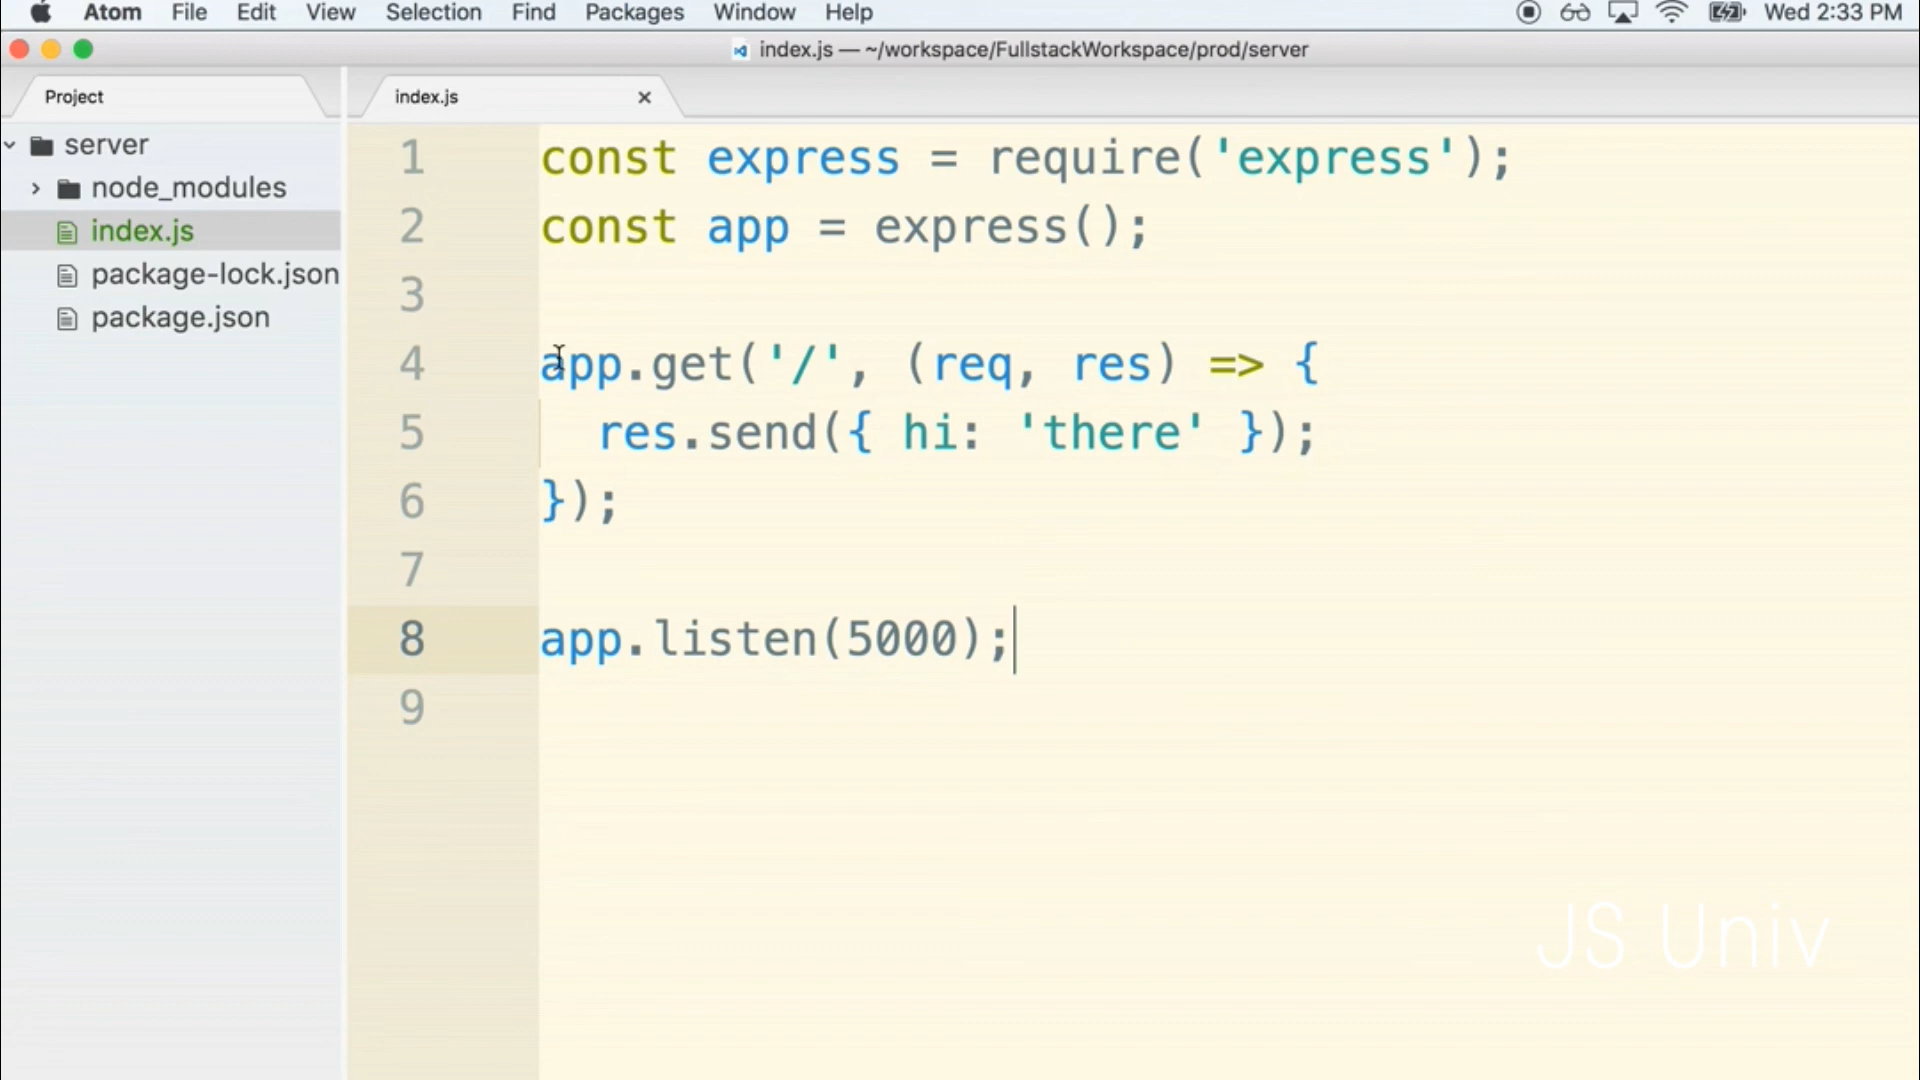 Atom File Edit View Selection Find Packages Window Help Wed 2:33 PM
index.js — ~/workspace/FullstackWorkspace/prod/server
Project
index.js
server
node_modules
index.js
package-lock.json
package.json
1 const express = require('express');
2 const app = express();
3
4 app.get('/', (req, res) => {
5 res.send({ hi: 'there' });
6 });
7
8 app.listen(5000);
9
JS Univ